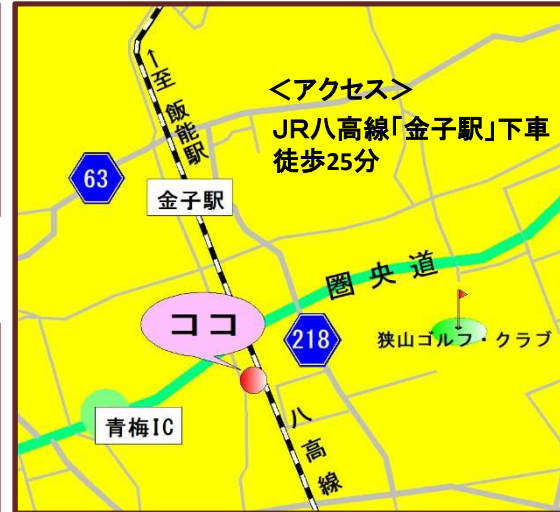 ＜アクセス＞
JR八高線「金子駅」下車
徒歩25分
↑至 飯能駅
63
金子駅
圏央道
ココ
218
狭山ゴルフ・クラブ
青梅IC
八高線